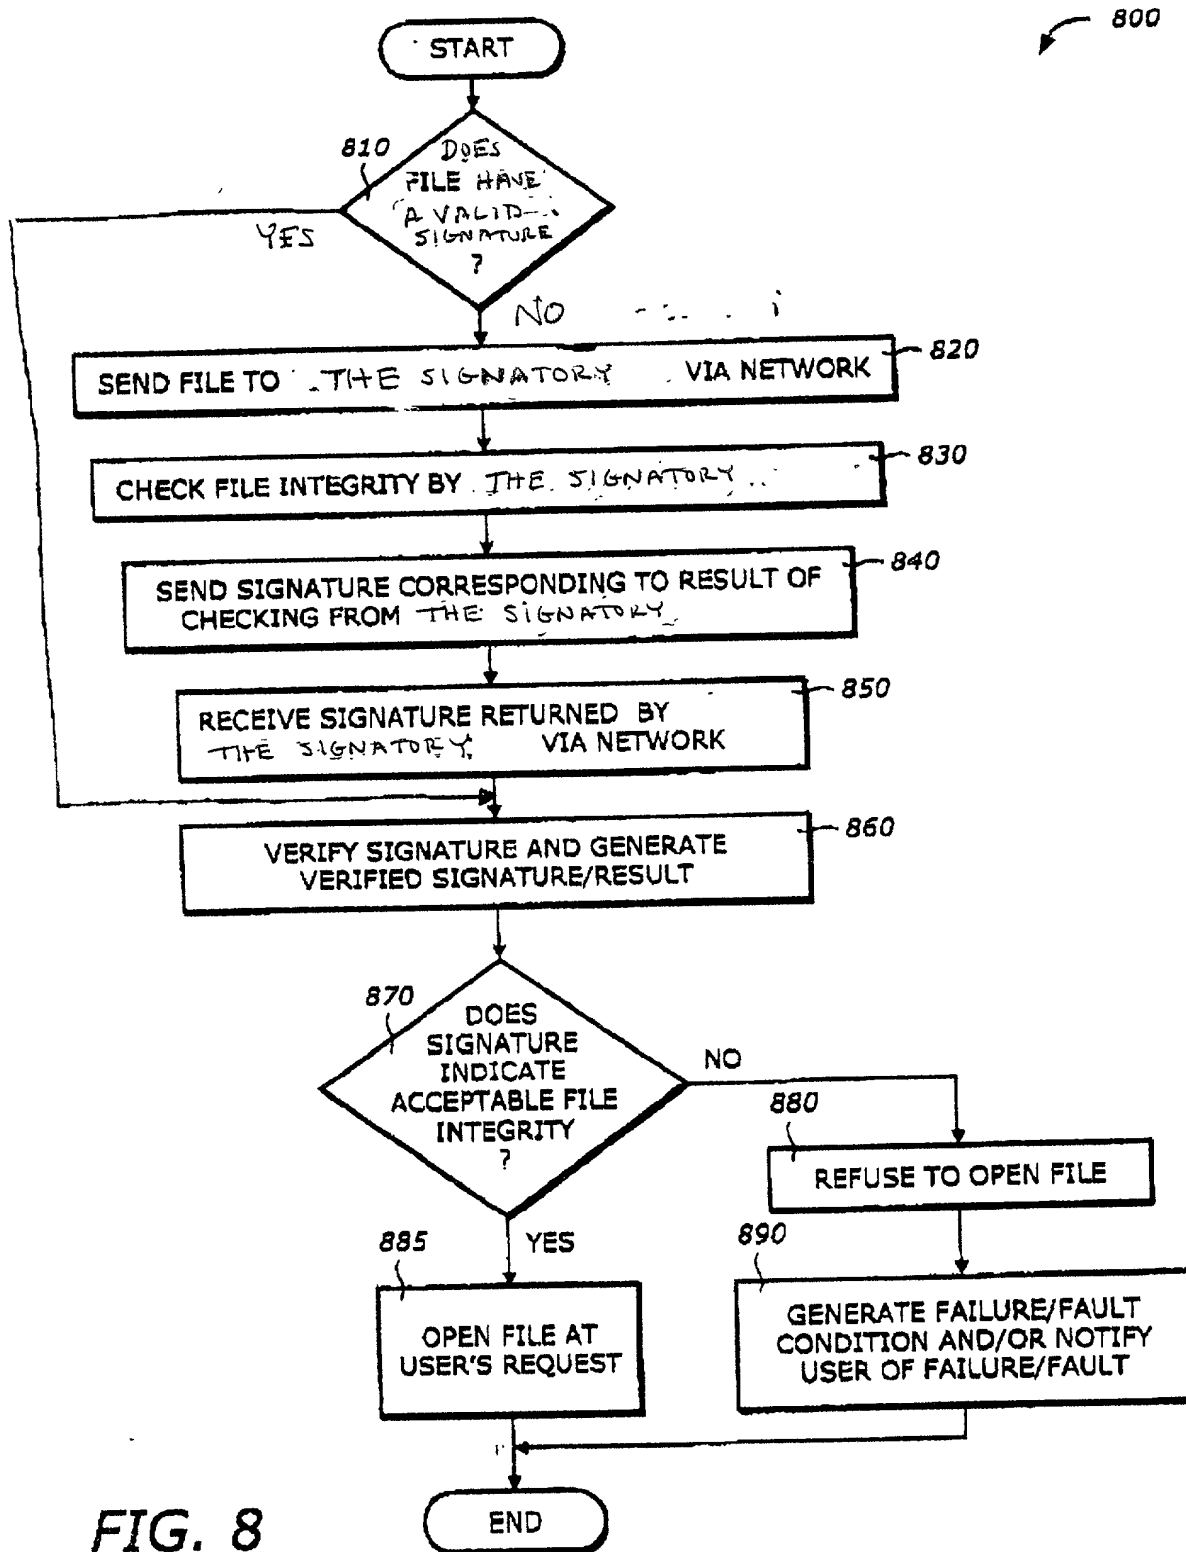 800
START
810
DOES
FILE HAVE
A VALID
SIGNATURE
?
YES
NO
820
SEND FILE TO THE SIGNATORY VIA NETWORK
830
CHECK FILE INTEGRITY BY THE SIGNATORY
840
SEND SIGNATURE CORRESPONDING TO RESULT OF
CHECKING FROM THE SIGNATORY
850
RECEIVE SIGNATURE RETURNED BY
THE SIGNATORY VIA NETWORK
860
VERIFY SIGNATURE AND GENERATE
VERIFIED SIGNATURE/RESULT
870
DOES
SIGNATURE
INDICATE
ACCEPTABLE FILE
INTEGRITY
?
NO
880
REFUSE TO OPEN FILE
YES
885
OPEN FILE AT
USER'S REQUEST
890
GENERATE FAILURE/FAULT
CONDITION AND/OR NOTIFY
USER OF FAILURE/FAULT
END
FIG. 8